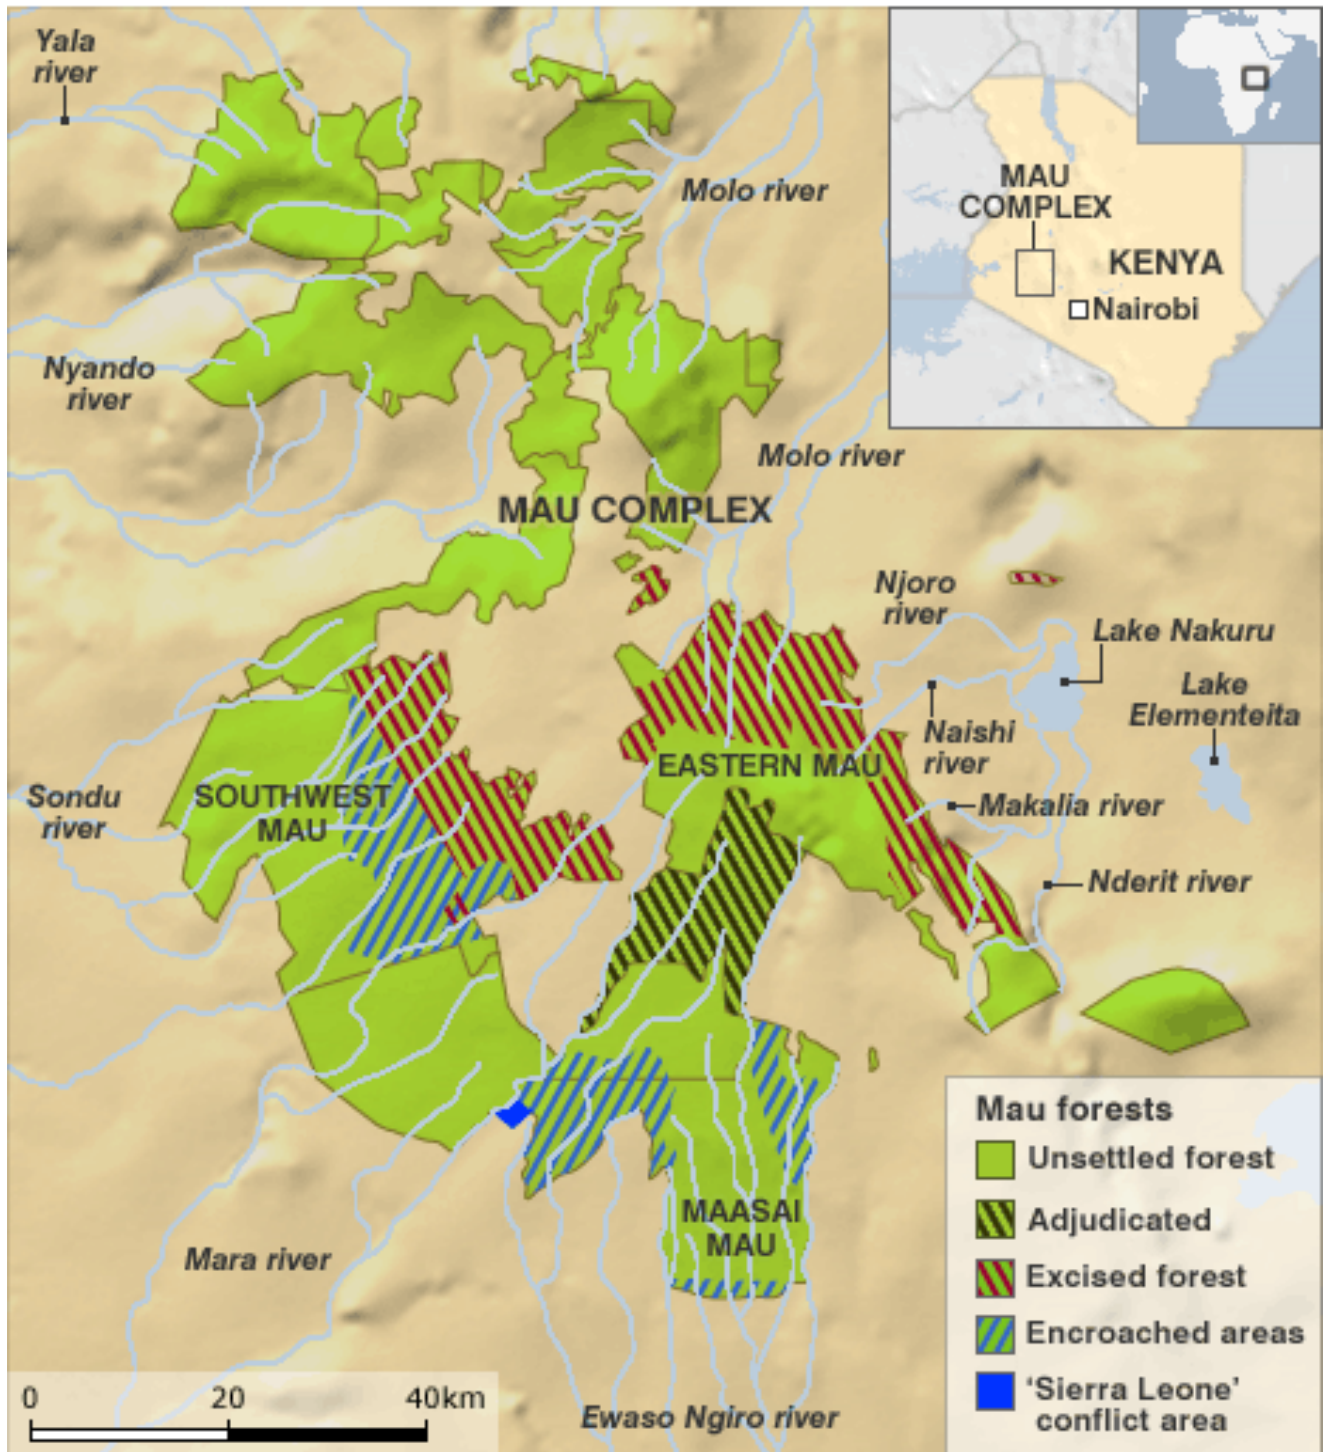 Yala
river
Molo river
MAU
COMPLEX
KENYA
Nairobi
Nyando
river
Molo river
MAU COMPLEX
Njoro
river
Lake Nakuru
Lake
Elementeita
Naishi
river
EASTERN MAU
Sondu
river
SOUTHWEST
MAU
Makalia river
Nderit river
MAASAI
MAU
Mara river
Ewaso Ngiro river
Mau forests
Unsettled forest
Adjudicated
Excised forest
Encroached areas
‘Sierra Leone’
conflict area
0 20 40km